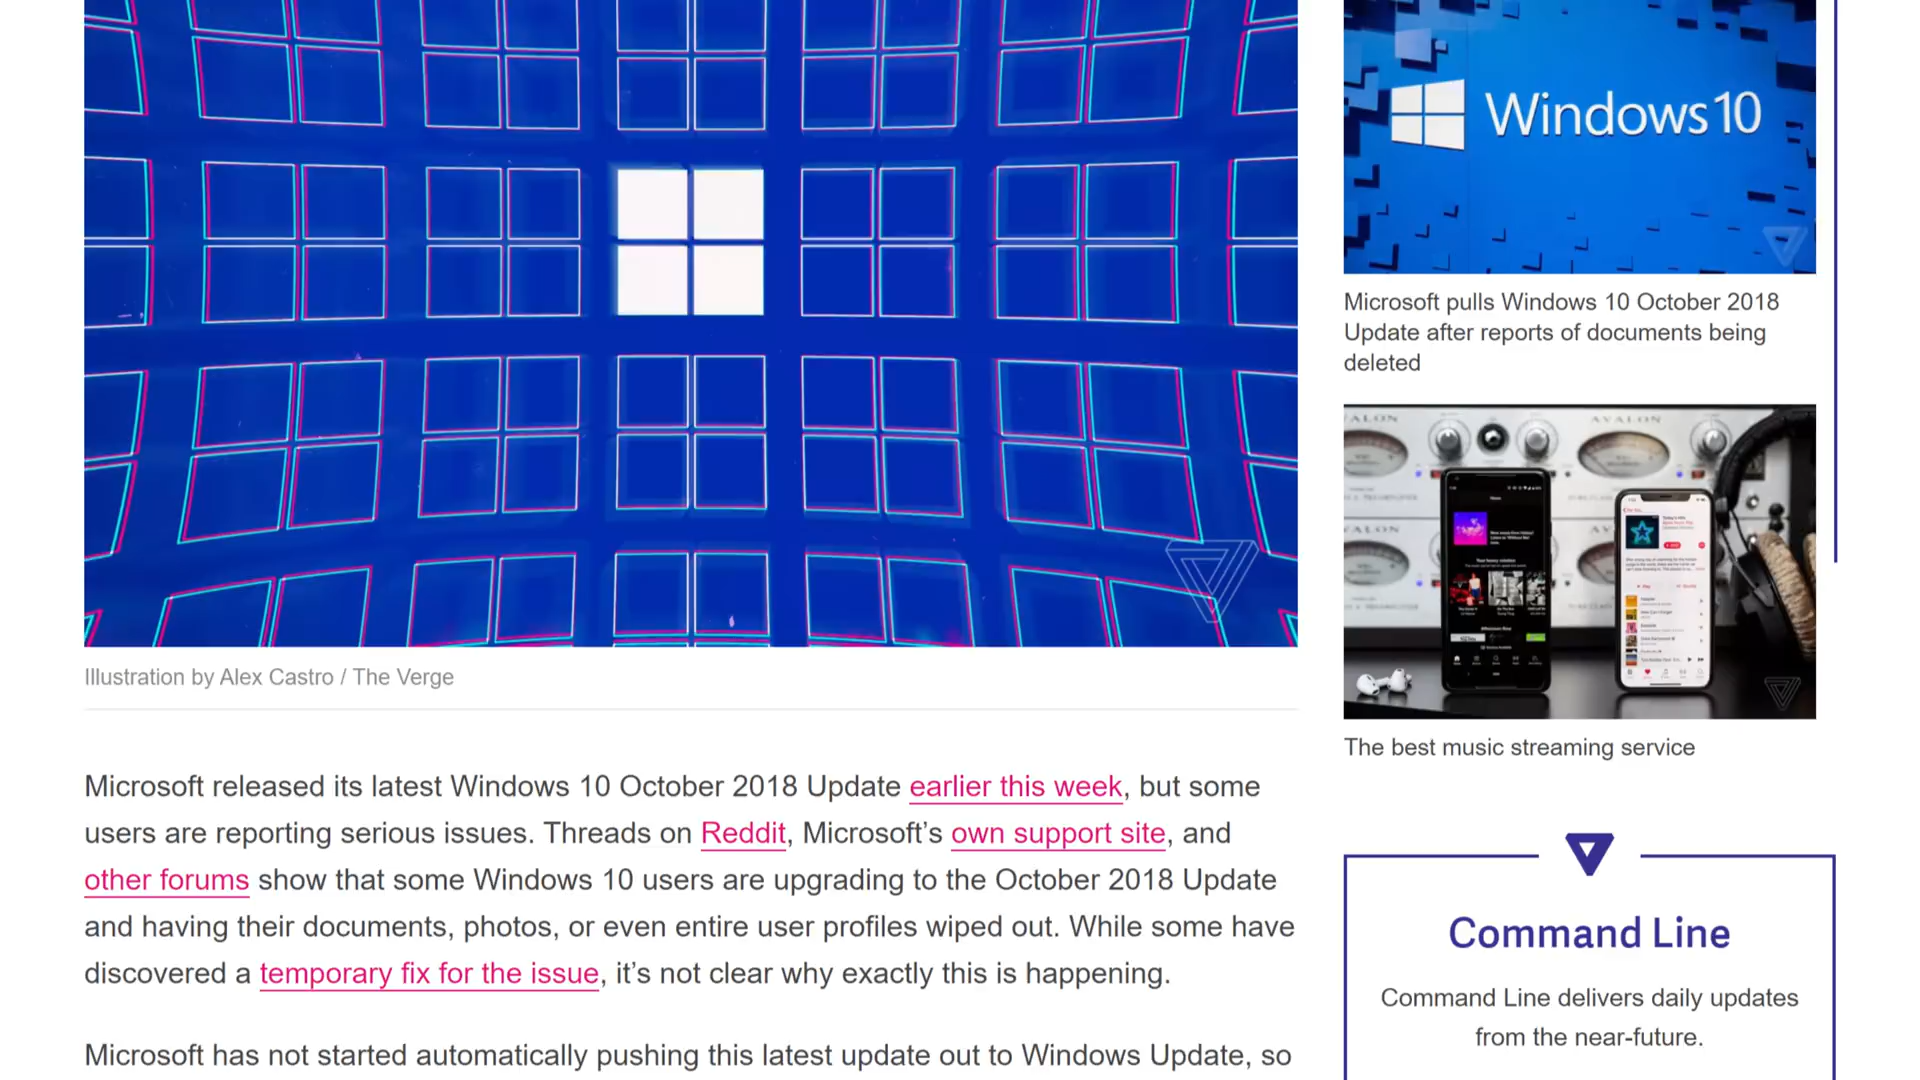 Windows 10
Microsoft pulls Windows 10 October 2018
Update after reports of documents being
deleted
AVALON
The best music streaming service
Illustration by Alex Castro / The Verge
Microsoft released its latest Windows 10 October 2018 Update earlier this week, but some
users are reporting serious issues. Threads on Reddit, Microsoft’s own support site, and
other forums show that some Windows 10 users are upgrading to the October 2018 Update
and having their documents, photos, or even entire user profiles wiped out. While some have
discovered a temporary fix for the issue, it’s not clear why exactly this is happening.
Microsoft has not started automatically pushing this latest update out to Windows Update, so
Command Line
Command Line delivers daily updates
from the near-future.